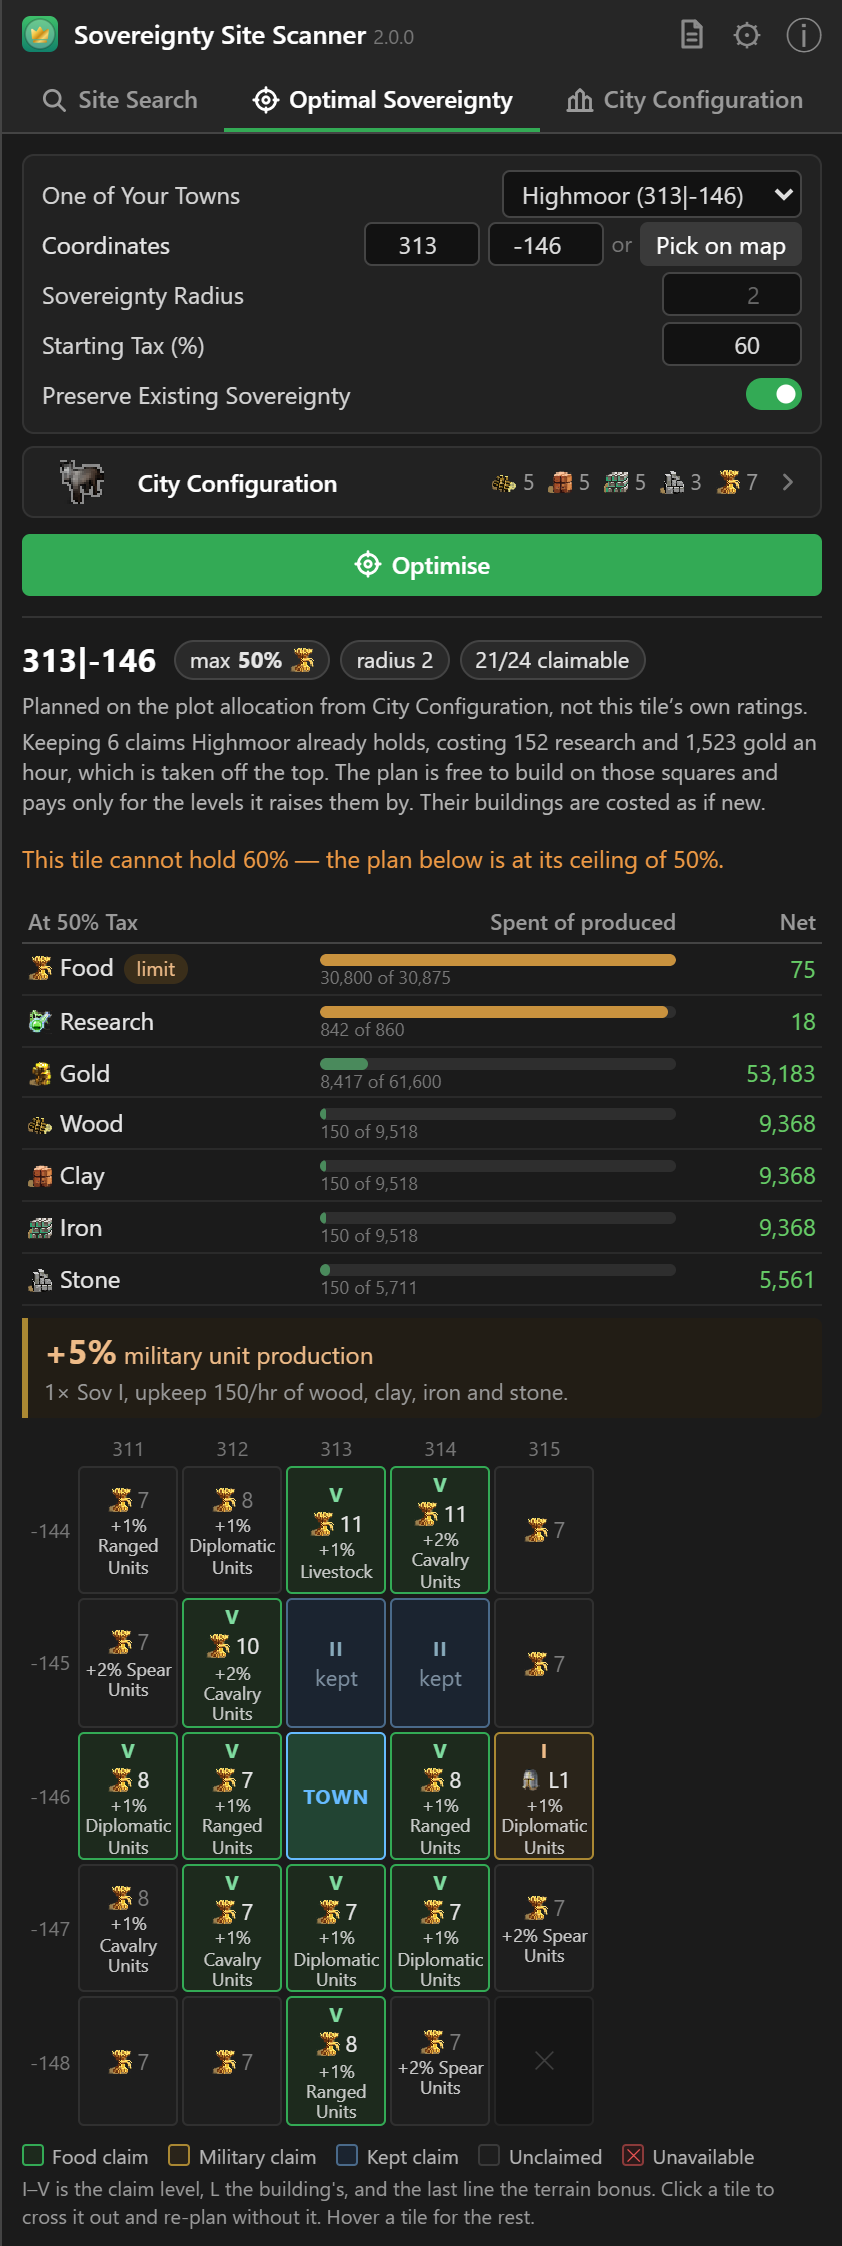 Sovereignty Site Scanner 2.0.0
Site Search
Optimal Sovereignty
City Configuration
One of Your Towns
Highmoor (313|-146)
Coordinates
313
-146
or
Pick on map
Sovereignty Radius
2
Starting Tax (%)
60
Preserve Existing Sovereignty
City Configuration
5 5 5 3 7
Optimise
313|-146
max 50%
radius 2
21/24 claimable
Planned on the plot allocation from City Configuration, not this tile’s own ratings.
Keeping 6 claims Highmoor already holds, costing 152 research and 1,523 gold an
hour, which is taken off the top. The plan is free to build on those squares and
pays only for the levels it raises them by. Their buildings are costed as if new.
This tile cannot hold 60% — the plan below is at its ceiling of 50%.
At 50% Tax
Spent of produced
Net
Food limit
30,800 of 30,875
75
Research
842 of 860
18
Gold
8,417 of 61,600
53,183
Wood
150 of 9,518
9,368
Clay
150 of 9,518
9,368
Iron
150 of 9,518
9,368
Stone
150 of 5,711
5,561
+5% military unit production
1× Sov I, upkeep 150/hr of wood, clay, iron and stone.
311 312 313 314 315
-144
7
+1%
Ranged
Units
8
+1%
Diplomatic
Units
V
11
+1%
Livestock
V
11
+2%
Cavalry
Units
7
-145
7
+2% Spear
Units
V
10
+2%
Cavalry
Units
II
kept
II
kept
7
-146
V
8
+1%
Diplomatic
Units
V
7
+1%
Ranged
Units
TOWN
V
8
+1%
Ranged
Units
I
L1
+1%
Diplomatic
Units
-147
8
+1%
Cavalry
Units
V
7
+1%
Cavalry
Units
V
7
+1%
Diplomatic
Units
V
7
+1%
Diplomatic
Units
7
+2% Spear
Units
-148
7
7
V
8
+1%
Ranged
Units
7
+2% Spear
Units
Food claim
Military claim
Kept claim
Unclaimed
Unavailable
I–V is the claim level, L the building's, and the last line the terrain bonus. Click a tile to
cross it out and re-plan without it. Hover a tile for the rest.